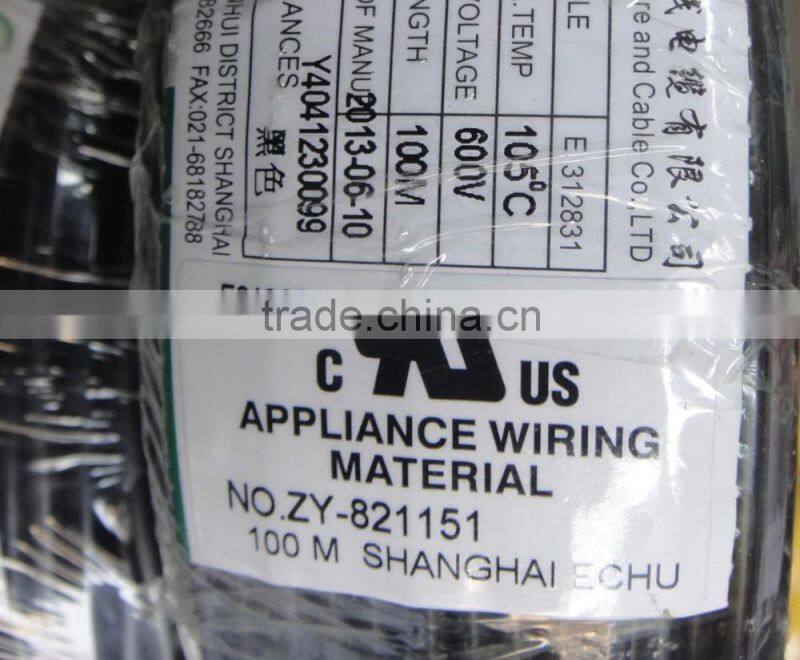 线电缆有限公司
re and Cable Co.,LTD
E.312831
.TEMP 105°C
VOLTAGE 600V
NGTH 100M
OF MANU 2013-06-10
ANCES Y4041230099
黑色
HUI DISTRICT SHANGHAI
82666 FAX:021-68182788
trade.china.cn
C US
APPLIANCE WIRING
MATERIAL
NO.ZY-821151
100 M SHANGHAI ECHU